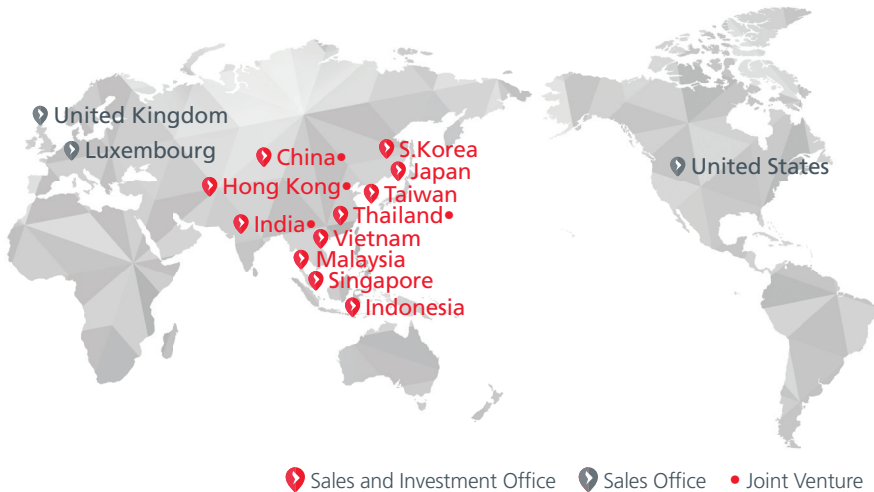 United Kingdom
Luxembourg
China•
S.Korea
Japan
United States
Hong Kong•
Taiwan
India•
Thailand•
Vietnam
Malaysia
Singapore
Indonesia
Sales and Investment Office Sales Office • Joint Venture